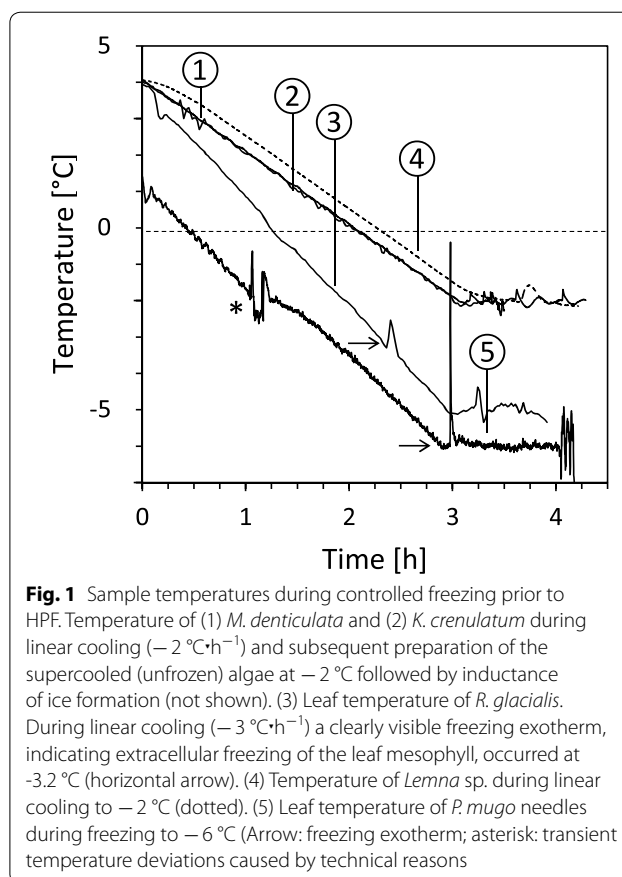 5
1
2
3
4
0
Temperature [°C]
*
5
-5
0
1
2
3
4
Time [h]
Fig. 1 Sample temperatures during controlled freezing prior to
HPF. Temperature of (1) M. denticulata and (2) K. crenulatum during
linear cooling (− 2 °C•h−1) and subsequent preparation of the
supercooled (unfrozen) algae at − 2 °C followed by inductance
of ice formation (not shown). (3) Leaf temperature of R. glacialis.
During linear cooling (− 3 °C•h−1) a clearly visible freezing exotherm,
indicating extracellular freezing of the leaf mesophyll, occurred at
-3.2 °C (horizontal arrow). (4) Temperature of Lemna sp. during linear
cooling to − 2 °C (dotted). (5) Leaf temperature of P. mugo needles
during freezing to − 6 °C (Arrow: freezing exotherm; asterisk: transient
temperature deviations caused by technical reasons